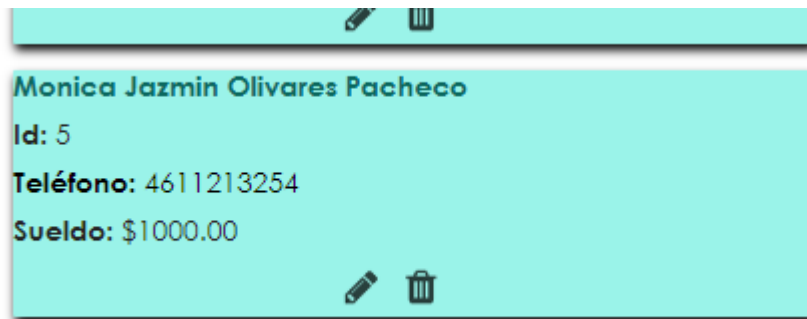 Monica Jazmin Olivares Pacheco
Id: 5
Teléfono: 4611213254
Sueldo: $1000.00